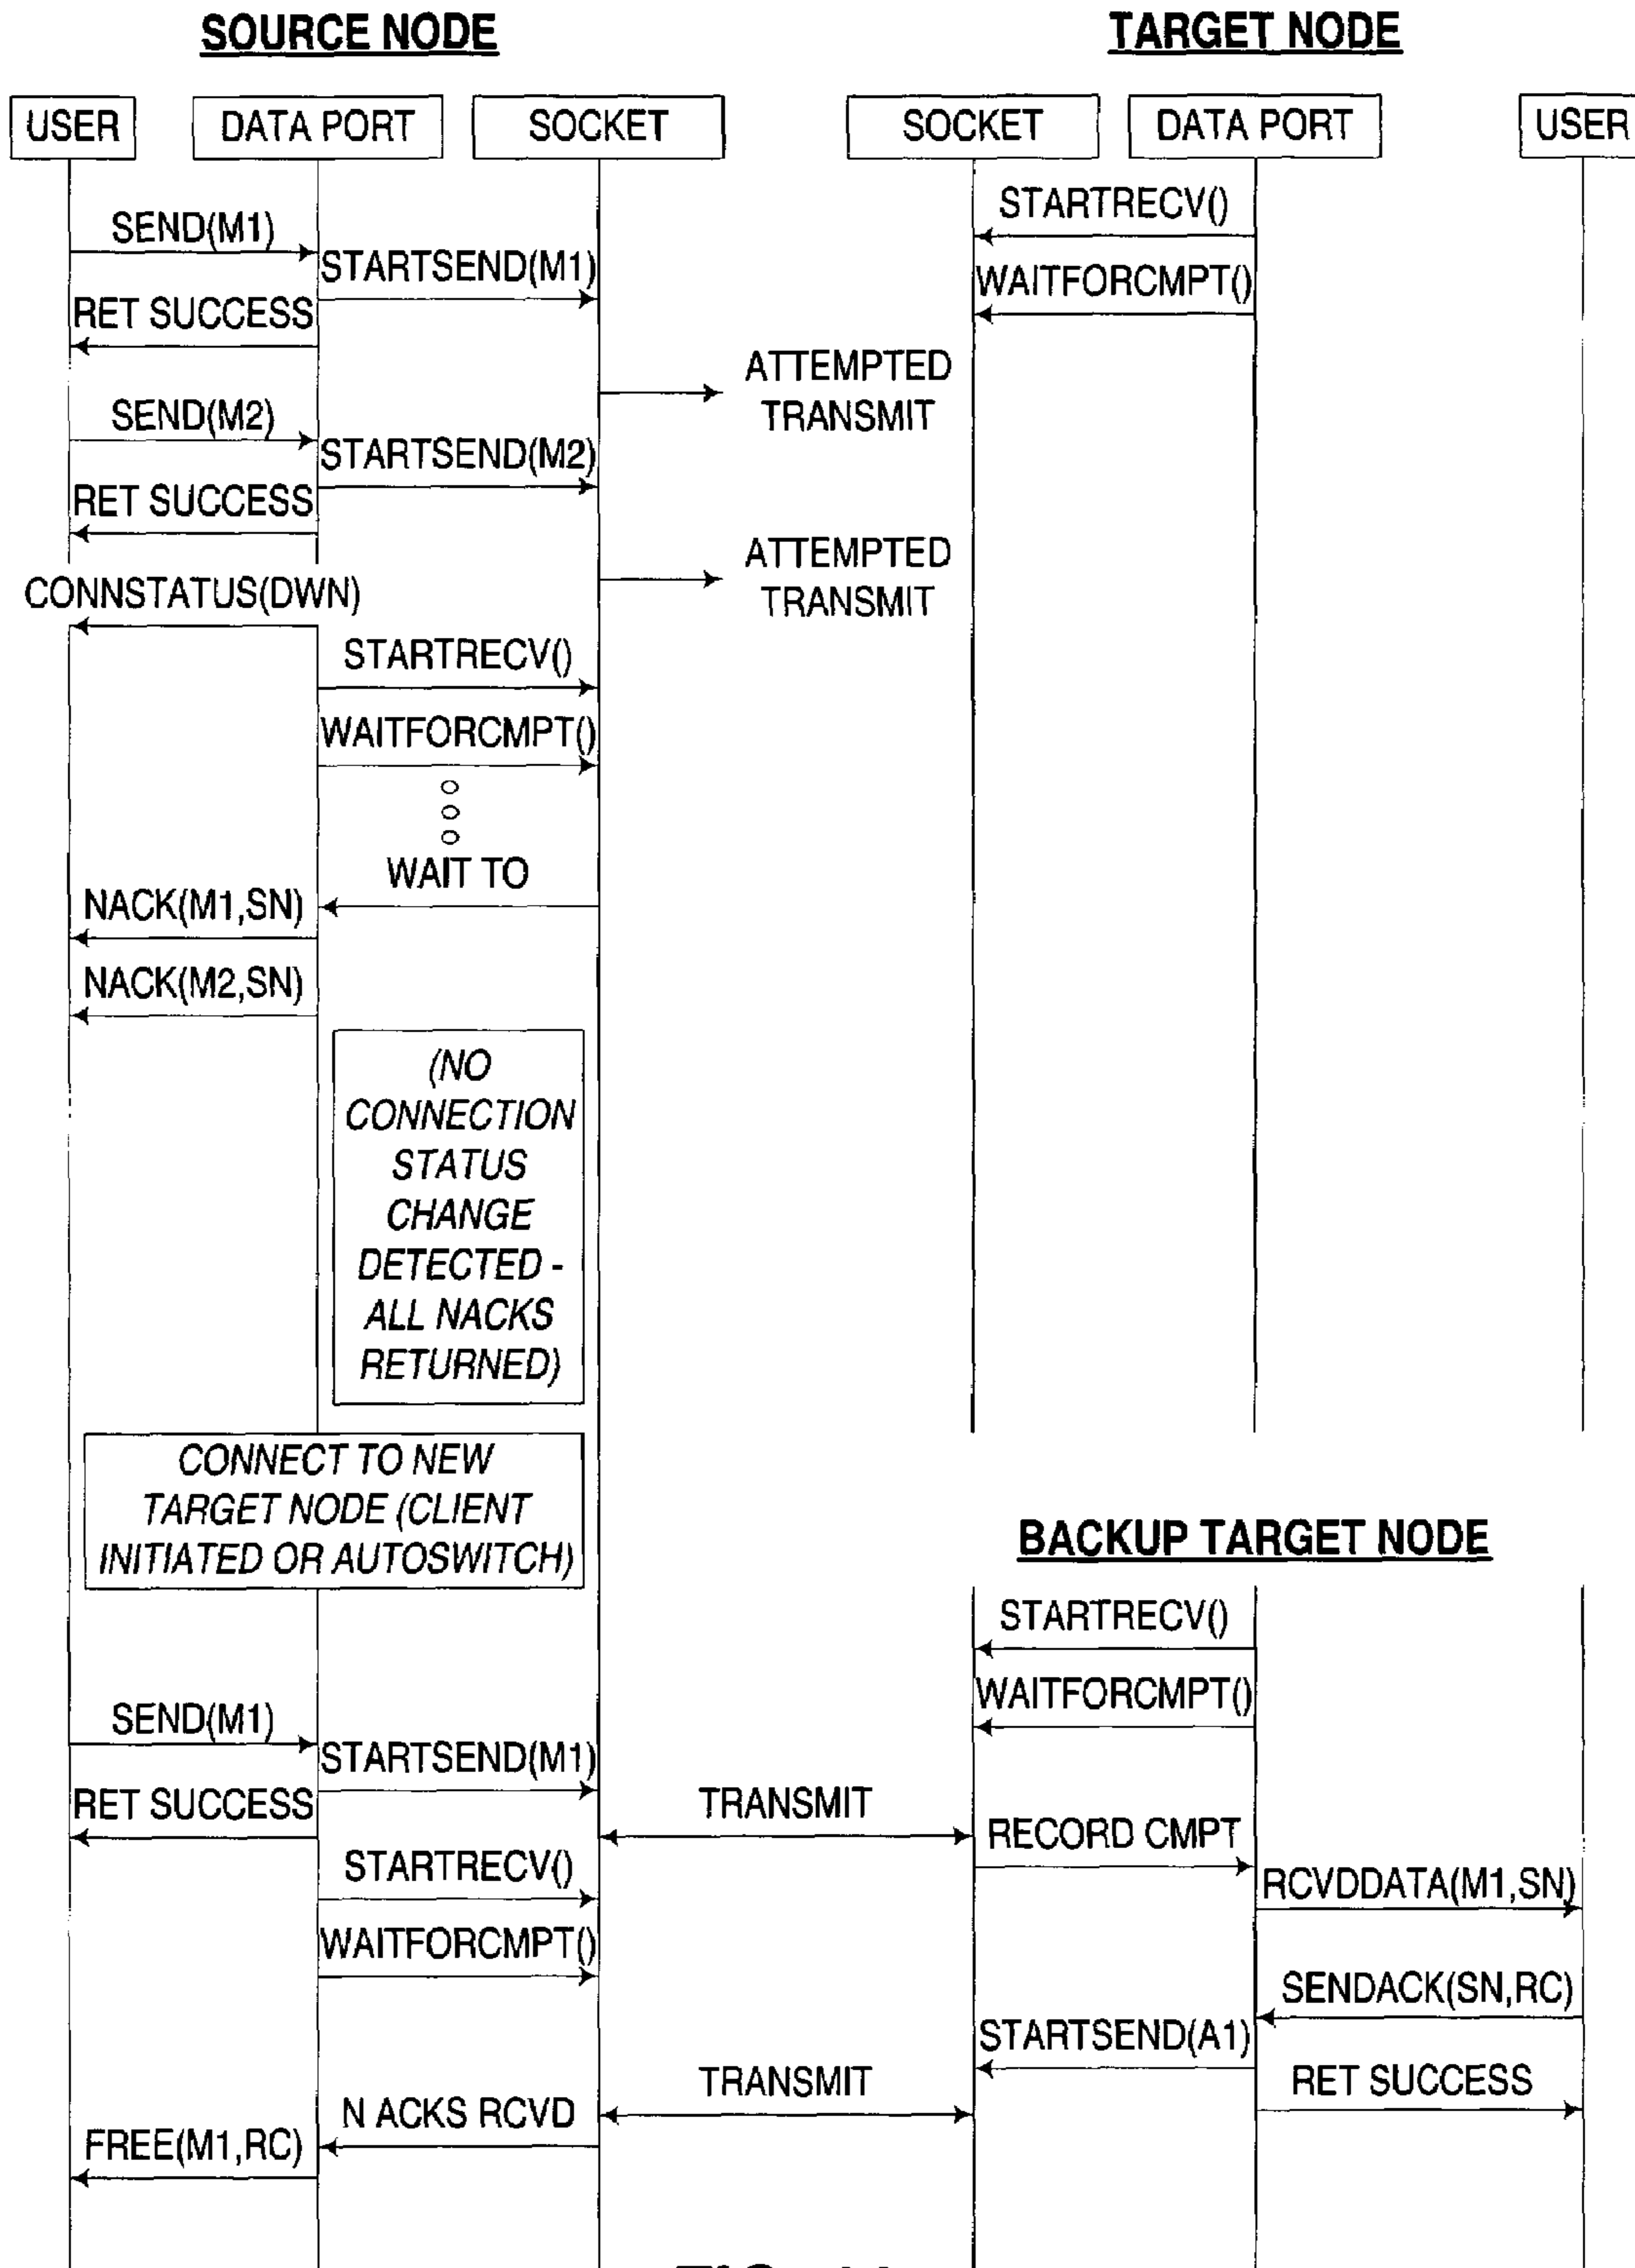 SOURCE NODE
TARGET NODE
USER
DATA PORT
SOCKET
SOCKET
DATA PORT
USER
STARTRECV()
SEND(M1)
STARTSEND(M1)
WAITFORCMPT()
RET SUCCESS
ATTEMPTED
TRANSMIT
SEND(M2)
STARTSEND(M2)
RET SUCCESS
ATTEMPTED
TRANSMIT
CONNSTATUS(DWN)
STARTRECV()
WAITFORCMPT()
WAIT TO
NACK(M1,SN)
NACK(M2,SN)
(NO
CONNECTION
STATUS
CHANGE
DETECTED -
ALL NACKS
RETURNED)
CONNECT TO NEW
TARGET NODE (CLIENT
INITIATED OR AUTOSWITCH)
BACKUP TARGET NODE
STARTRECV()
WAITFORCMPT()
SEND(M1)
STARTSEND(M1)
RET SUCCESS
TRANSMIT
RECORD CMPT
STARTRECV()
RCVDDATA(M1,SN)
WAITFORCMPT()
SENDACK(SN,RC)
STARTSEND(A1)
TRANSMIT
RET SUCCESS
N ACKS RCVD
FREE(M1,RC)